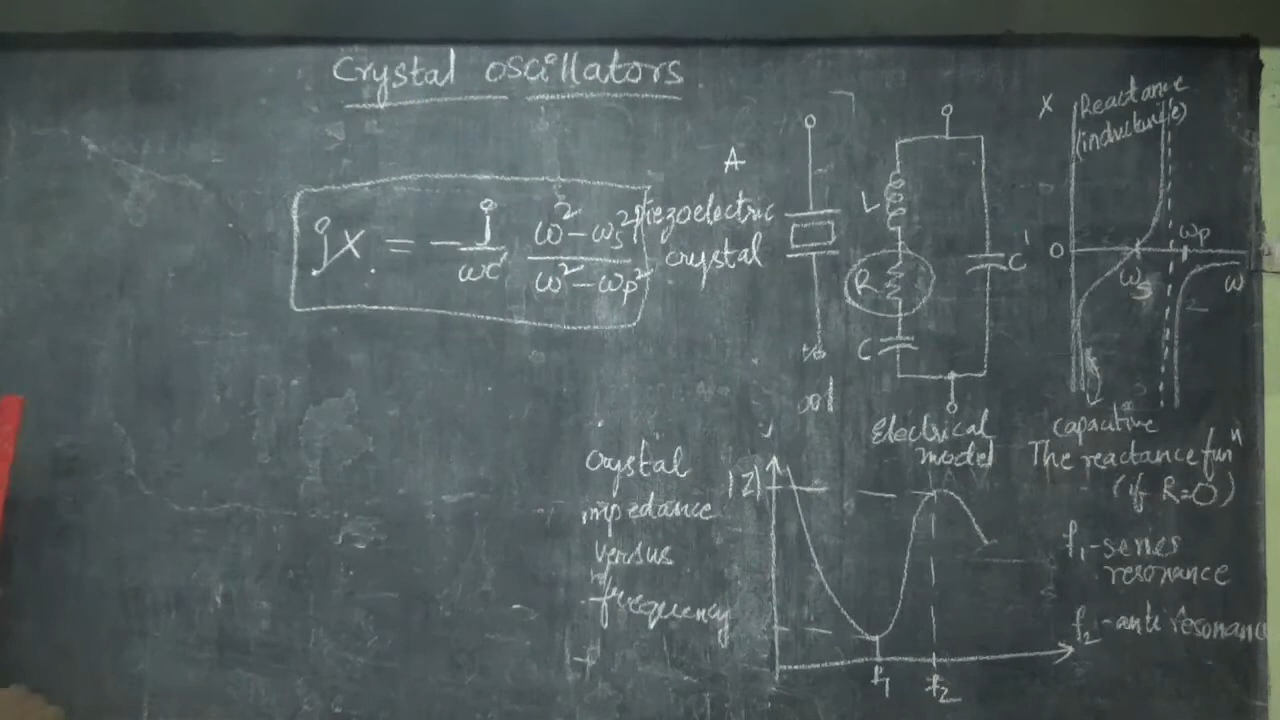 Crystal oscillators
jX = -j/ωC' (ω²-ωs²)/(ω²-ωp²)
A
piezoelectric
crystal
L
R
C
C'
Electrical
model
X
Reactance
(inductive)
0
ωs
ωp
ω
capacitive
The reactance funⁿ
(if R=0)
crystal
impedance
versus
frequency
|Z|
f₁
f₂
f₁-series
resonance
f₂-anti resonance